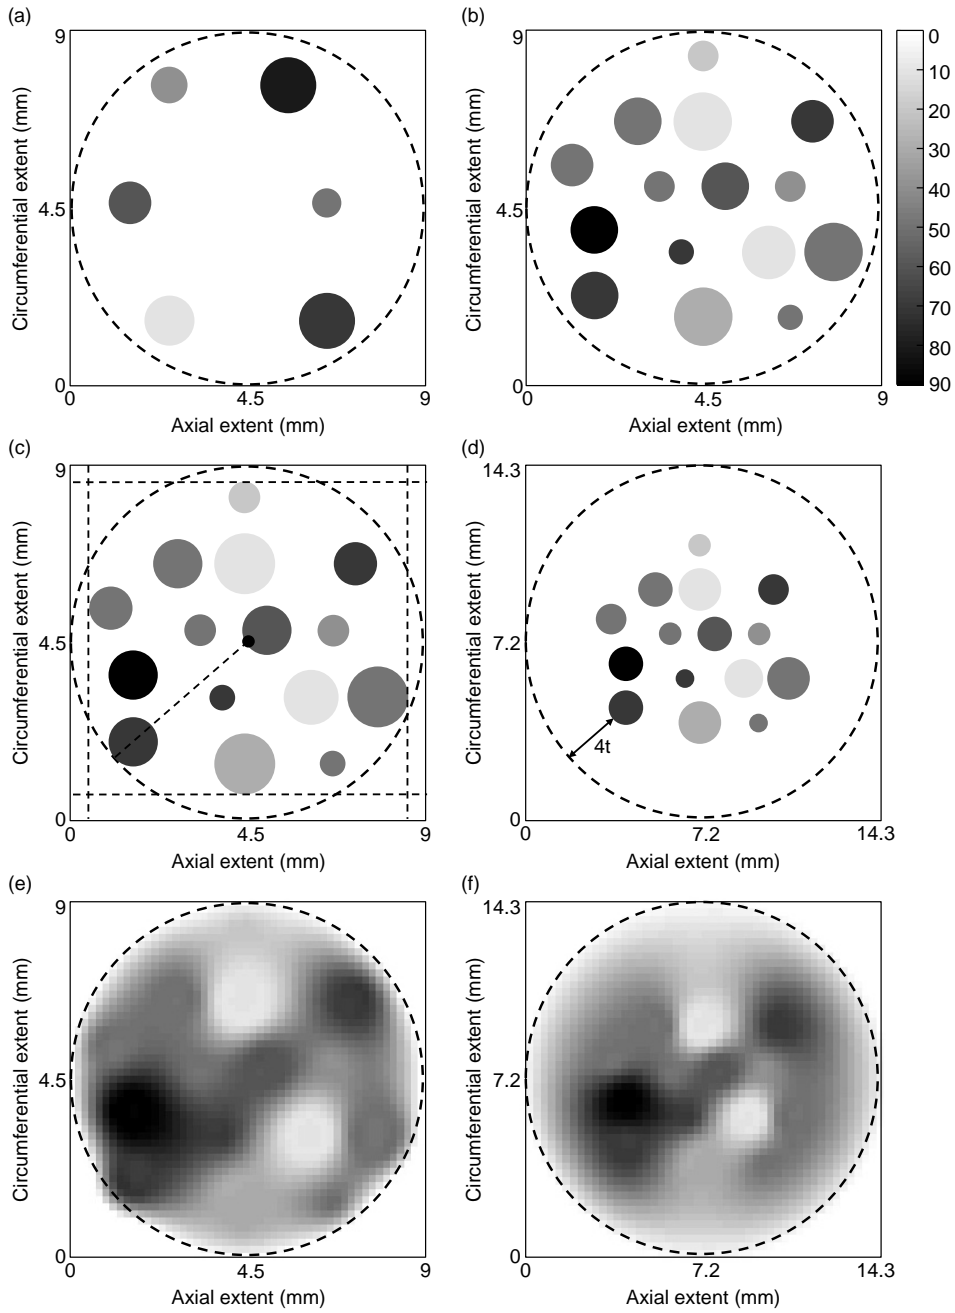 (a)
9
4.5
0
0
4.5
9
Axial extent (mm)
Circumferential extent (mm)
(b)
9
4.5
0
0
4.5
9
Axial extent (mm)
Circumferential extent (mm)
0
10
20
30
40
50
60
70
80
90
(c)
9
4.5
0
0
4.5
9
Axial extent (mm)
Circumferential extent (mm)
(d)
14.3
7.2
0
4t
0
7.2
14.3
Axial extent (mm)
Circumferential extent (mm)
(e)
9
4.5
0
0
4.5
9
Axial extent (mm)
Circumferential extent (mm)
(f)
14.3
7.2
0
0
7.2
14.3
Axial extent (mm)
Circumferential extent (mm)